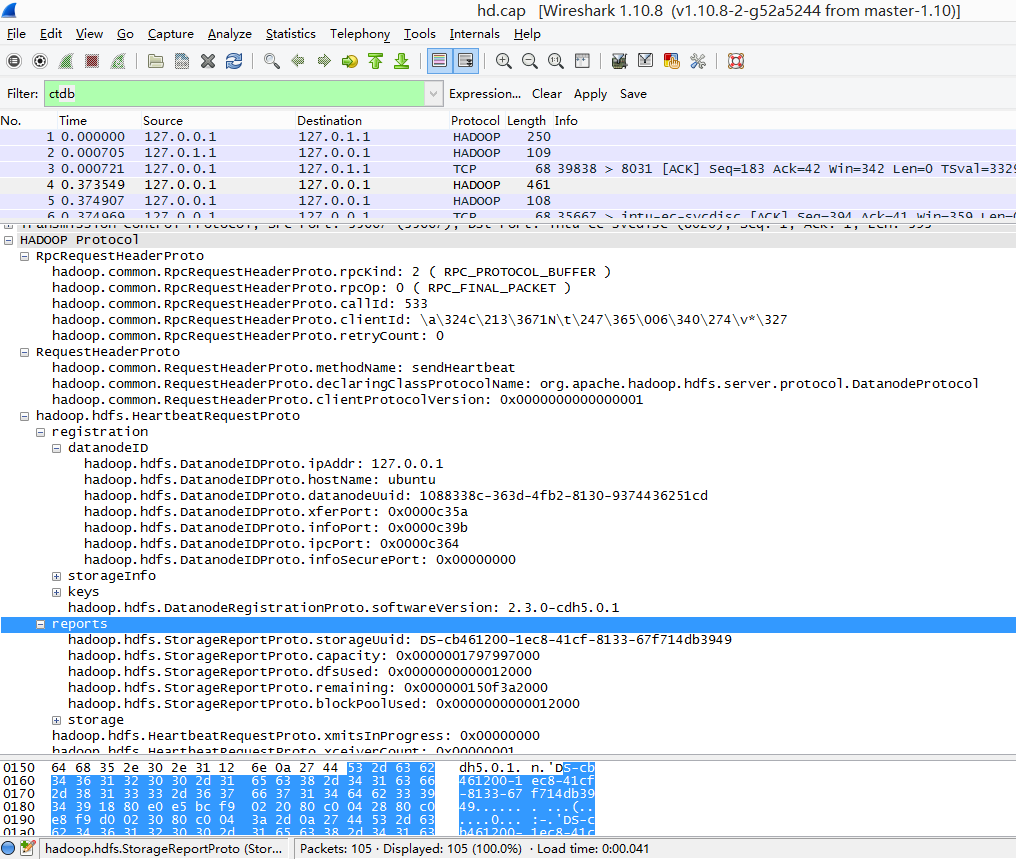 hd.cap [Wireshark 1.10.8 (v1.10.8-2-g52a5244 from master-1.10)]
File Edit View Go Capture Analyze Statistics Telephony Tools Internals Help
Filter: ctdb Expression... Clear Apply Save
No. Time Source Destination Protocol Length Info
1 0.000000 127.0.0.1 127.0.1.1 HADOOP 250
2 0.000705 127.0.1.1 127.0.0.1 HADOOP 109
3 0.000721 127.0.0.1 127.0.1.1 TCP 68 39838 > 8031 [ACK] Seq=183 Ack=42 Win=342 Len=0 TSval=3329
4 0.373549 127.0.0.1 127.0.0.1 HADOOP 461
5 0.374907 127.0.0.1 127.0.0.1 HADOOP 108
6 0.374969 127.0.0.1 127.0.0.1 TCP 68 35667 > intu-ec-svcdisc [ACK] Seq=394 Ack=41 Win=359 Len=
HADOOP Protocol
RpcRequestHeaderProto
hadoop.common.RpcRequestHeaderProto.rpcKind: 2 ( RPC_PROTOCOL_BUFFER )
hadoop.common.RpcRequestHeaderProto.rpcOp: 0 ( RPC_FINAL_PACKET )
hadoop.common.RpcRequestHeaderProto.callId: 533
hadoop.common.RpcRequestHeaderProto.clientId: \a\324c\213\3671N\t\247\365\006\340\274\v*\327
hadoop.common.RpcRequestHeaderProto.retryCount: 0
RequestHeaderProto
hadoop.common.RequestHeaderProto.methodName: sendHeartbeat
hadoop.common.RequestHeaderProto.declaringClassProtocolName: org.apache.hadoop.hdfs.server.protocol.DatanodeProtocol
hadoop.common.RequestHeaderProto.clientProtocolVersion: 0x0000000000000001
hadoop.hdfs.HeartbeatRequestProto
registration
datanodeID
hadoop.hdfs.DatanodeIDProto.ipAddr: 127.0.0.1
hadoop.hdfs.DatanodeIDProto.hostName: ubuntu
hadoop.hdfs.DatanodeIDProto.datanodeUuid: 1088338c-363d-4fb2-8130-9374436251cd
hadoop.hdfs.DatanodeIDProto.xferPort: 0x0000c35a
hadoop.hdfs.DatanodeIDProto.infoPort: 0x0000c39b
hadoop.hdfs.DatanodeIDProto.ipcPort: 0x0000c364
hadoop.hdfs.DatanodeIDProto.infoSecurePort: 0x00000000
storageInfo
keys
hadoop.hdfs.DatanodeRegistrationProto.softwareVersion: 2.3.0-cdh5.0.1
reports
hadoop.hdfs.StorageReportProto.storageUuid: DS-cb461200-1ec8-41cf-8133-67f714db3949
hadoop.hdfs.StorageReportProto.capacity: 0x0000001797997000
hadoop.hdfs.StorageReportProto.dfsUsed: 0x0000000000012000
hadoop.hdfs.StorageReportProto.remaining: 0x000000150f3a2000
hadoop.hdfs.StorageReportProto.blockPoolUsed: 0x0000000000012000
storage
hadoop.hdfs.HeartbeatRequestProto.xmitsInProgress: 0x00000000
hadoop.hdfs.HeartbeatRequestProto.xceiverCount: 0x00000001
0150 64 68 35 2e 30 2e 31 12 6e 0a 27 44 53 2d 63 62 dh5.0.1. n.'DS-cb
0160 34 36 31 32 30 30 2d 31 65 63 38 2d 34 31 63 66 461200-1 ec8-41cf
0170 2d 38 31 33 33 2d 36 37 66 37 31 34 64 62 33 39 -8133-67 f714db39
0180 34 39 18 80 e0 e5 bc f9 02 20 80 c0 04 28 80 c0 49...... . ...(..
0190 e8 f9 d0 02 30 80 c0 04 3a 2d 0a 27 44 53 2d 63 ....0... :-.'DS-c
01a0 62 34 36 31 32 30 30 2d 31 65 63 38 2d 34 31 63 b461200- 1ec8-41c
hadoop.hdfs.StorageReportProto (Stor... Packets: 105 · Displayed: 105 (100.0%) · Load time: 0:00.041